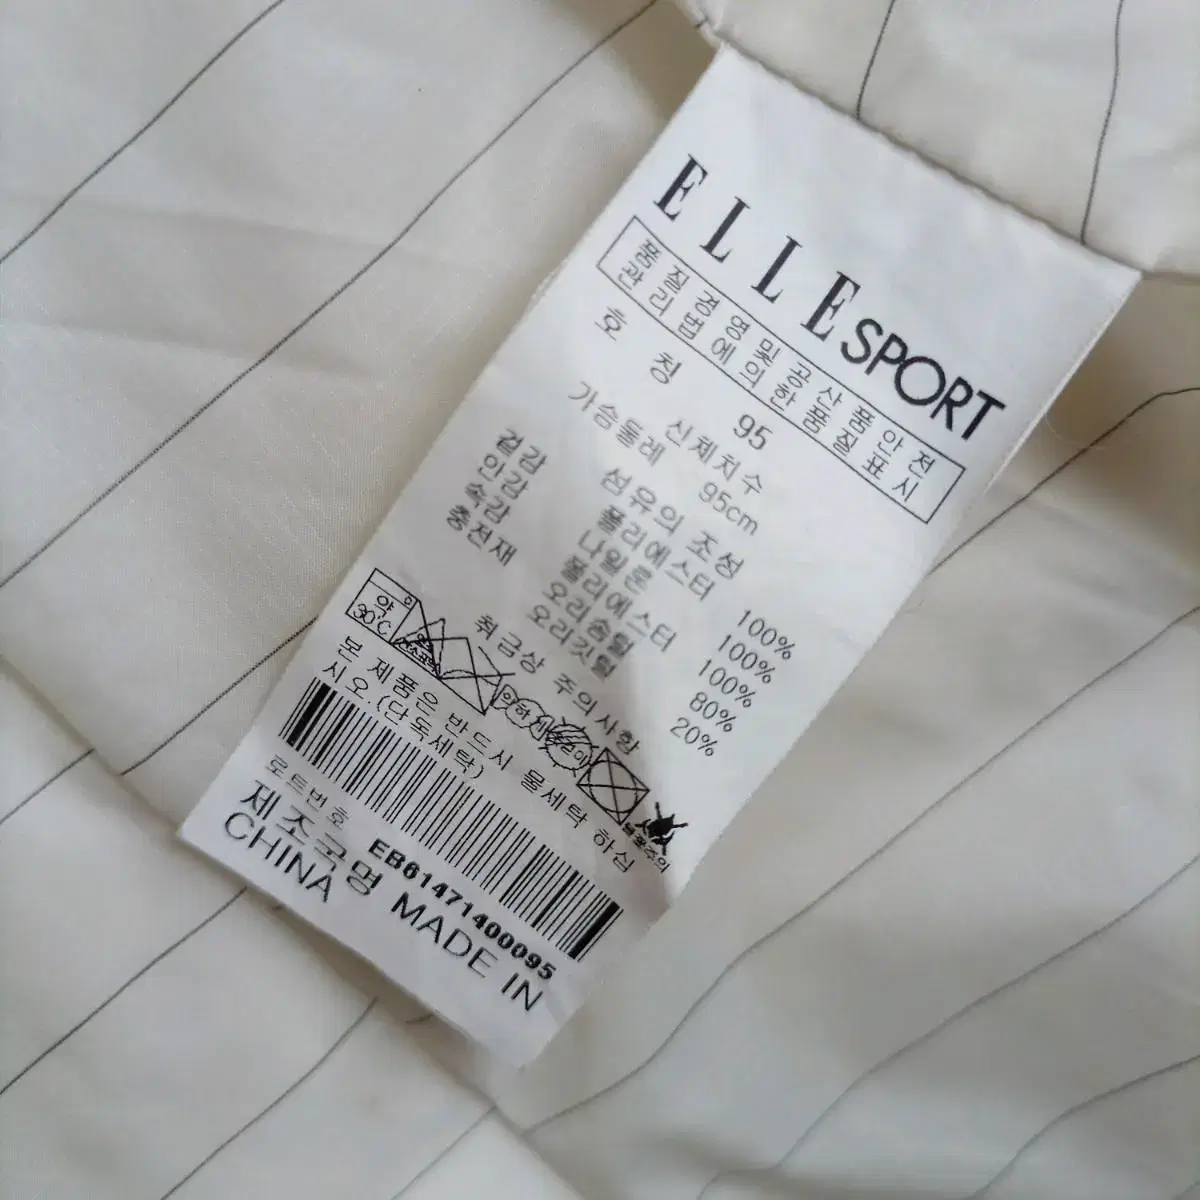 ELLE SPORT
품질경영및공산품안전
관리법에의한품질표시
호 칭 95
신체치수
가슴둘레 95cm
섬유의 조성
겉감 폴리에스터 100%
안감 나일론 100%
속감 폴리에스터 100%
충전재 오리솜털 80%
오리깃털 20%
취급상 주의사항
약
30℃
본 제품은 반드시 물세탁 하십
시오.(단독세탁)
로트번호 EB61471400095
제조국명 MADE IN
CHINA